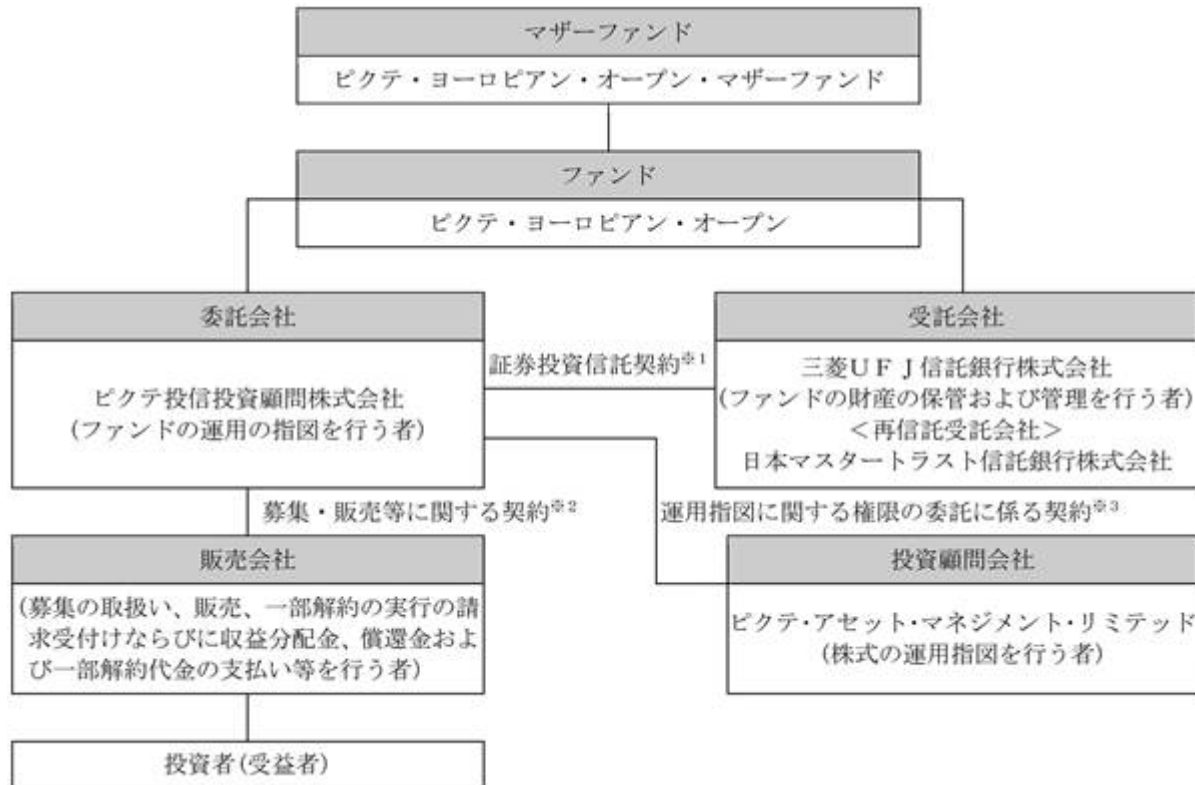 マザーファンド
ピクテ・ヨーロピアン・オープン・マザーファンド
ファンド
ピクテ・ヨーロピアン・オープン
委託会社
ピクテ投信投資顧問株式会社
(ファンドの運用の指図を行う者)
証券投資信託契約※1
受託会社
三菱UFJ信託銀行株式会社
(ファンドの財産の保管および管理を行う者)
<再信託受託会社>
日本マスタートラスト信託銀行株式会社
募集・販売等に関する契約※2
運用指図に関する権限の委託に係る契約※3
販売会社
(募集の取扱い、販売、一部解約の実行の請
求受付けならびに収益分配金、償還金およ
び一部解約代金の支払い等を行う者)
投資顧問会社
ピクテ・アセット・マネジメント・リミテッド
(株式の運用指図を行う者)
投資者(受益者)